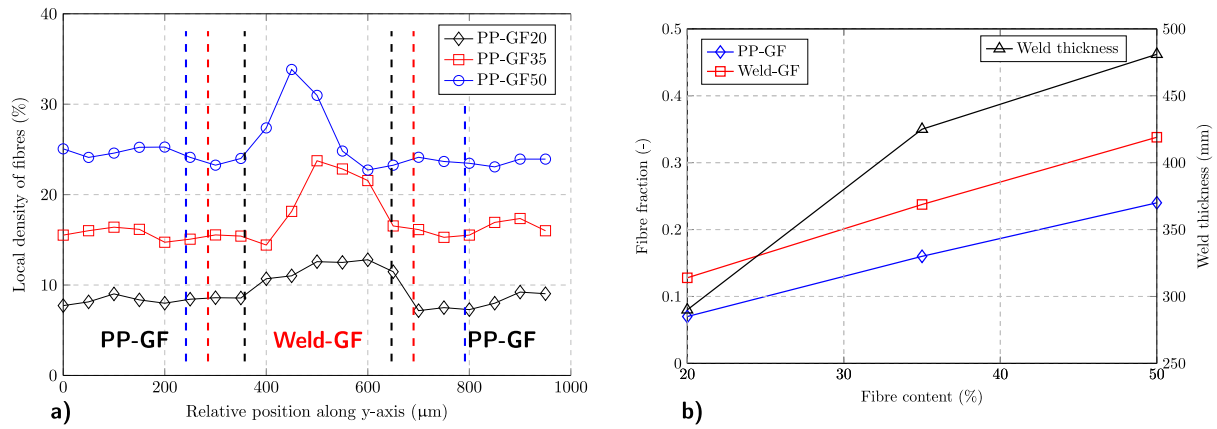 40
30
20
10
0
Local density of fibres (%)
PP-GF20
PP-GF35
PP-GF50
PP-GF
Weld-GF
PP-GF
0 200 400 600 800 1000
Relative position along y-axis (μm)
a)
0.5
0.4
0.3
0.2
0.1
0
Fibre fraction (-)
PP-GF
Weld-GF
Weld thickness
500
450
400
350
300
250
Weld thickness (mm)
20 30 40 50
Fibre content (%)
b)